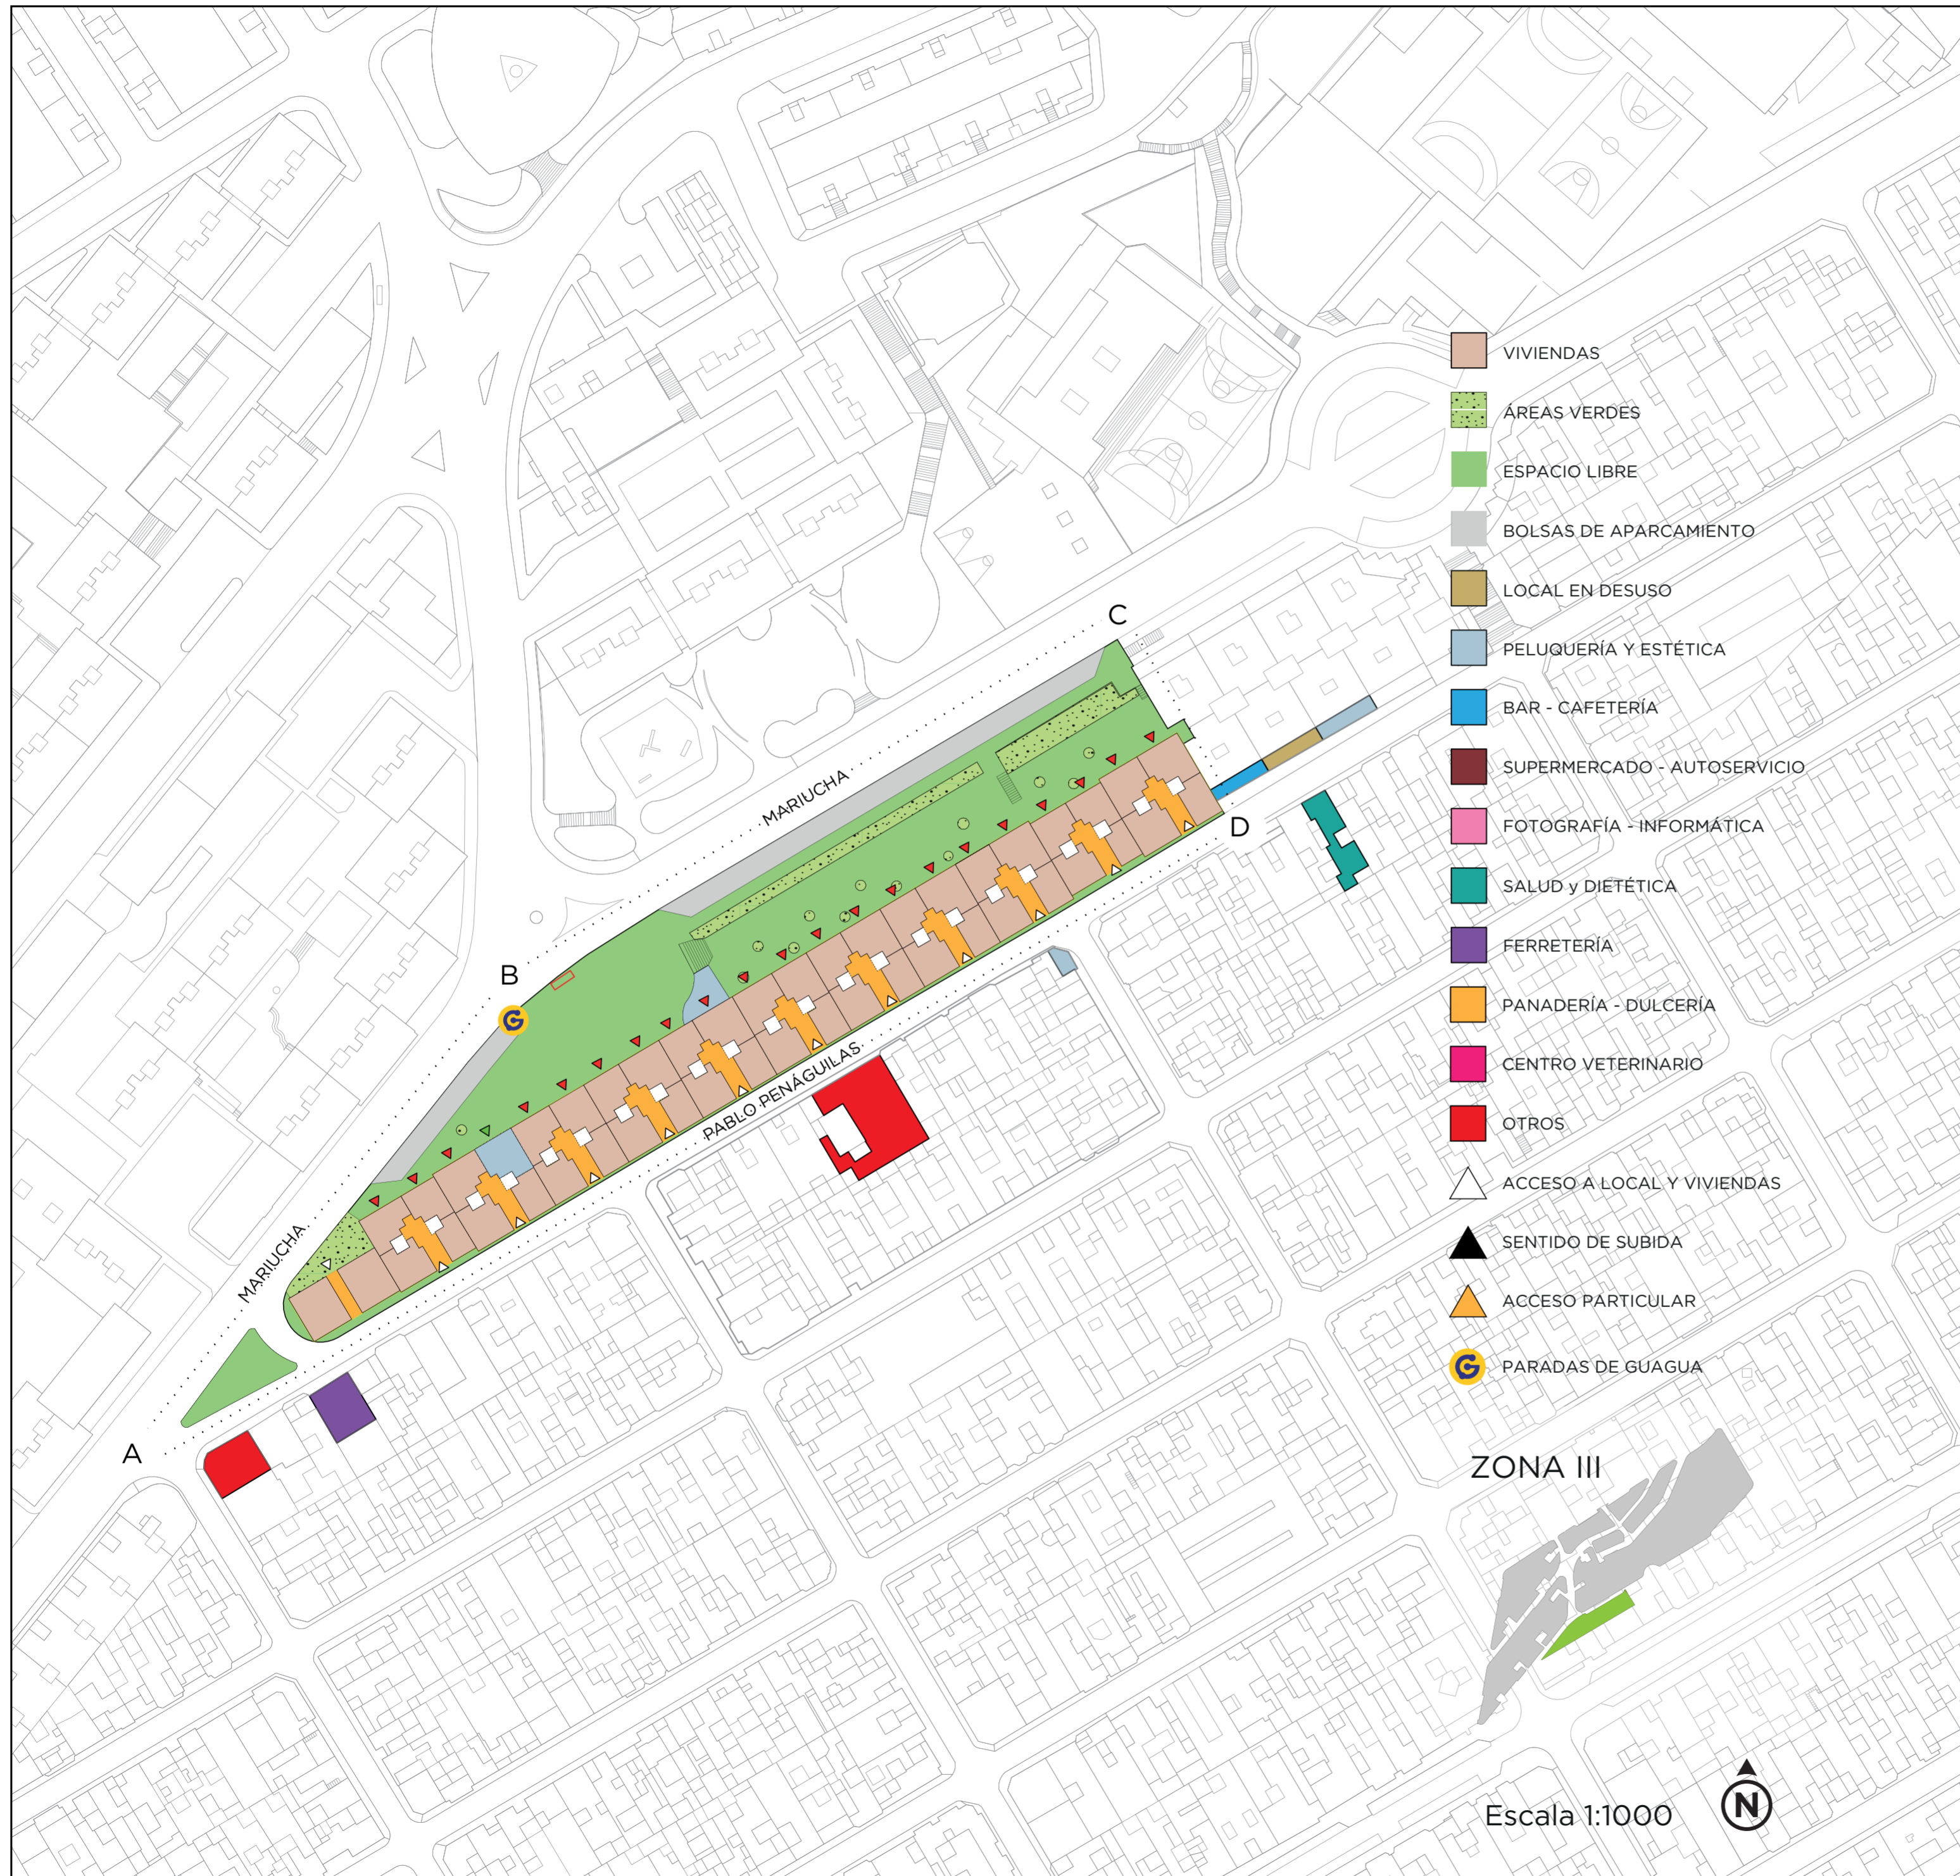 C
MARIUCHA
B
D
PABLO PENÁGUILAS
MARIUCHA
A
VIVIENDAS
ÁREAS VERDES
ESPACIO LIBRE
BOLSAS DE APARCAMIENTO
LOCAL EN DESUSO
PELUQUERÍA Y ESTÉTICA
BAR - CAFETERÍA
SUPERMERCADO - AUTOSERVICIO
FOTOGRAFÍA - INFORMÁTICA
SALUD y DIETÉTICA
FERRETERÍA
PANADERÍA - DULCERÍA
CENTRO VETERINARIO
OTROS
ACCESO A LOCAL Y VIVIENDAS
SENTIDO DE SUBIDA
ACCESO PARTICULAR
G PARADAS DE GUAGUA
ZONA III
Escala 1:1000
N